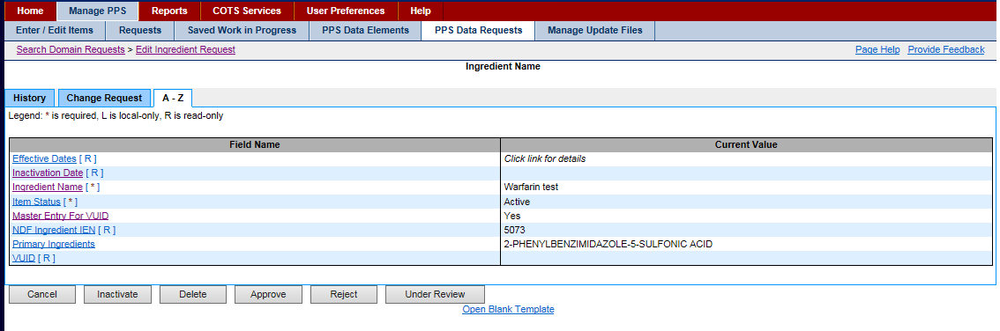 Home Manage PPS Reports COTS Services User Preferences Help
Enter / Edit Items Requests Saved Work in Progress PPS Data Elements PPS Data Requests Manage Update Files
Search Domain Requests > Edit Ingredient Request Page Help Provide Feedback
Ingredient Name
History Change Request A - Z
Legend: * is required, L is local-only, R is read-only
Field Name Current Value
Effective Dates [ R ] Click link for details
Inactivation Date [ R ]
Ingredient Name [ * ] Warfarin test
Item Status [ * ] Active
Master Entry For VUID Yes
NDF Ingredient IEN [ R ] 5073
Primary Ingredients 2-PHENYLBENZIMIDAZOLE-5-SULFONIC ACID
VUID [ R ]
Cancel Inactivate Delete Approve Reject Under Review
Open Blank Template